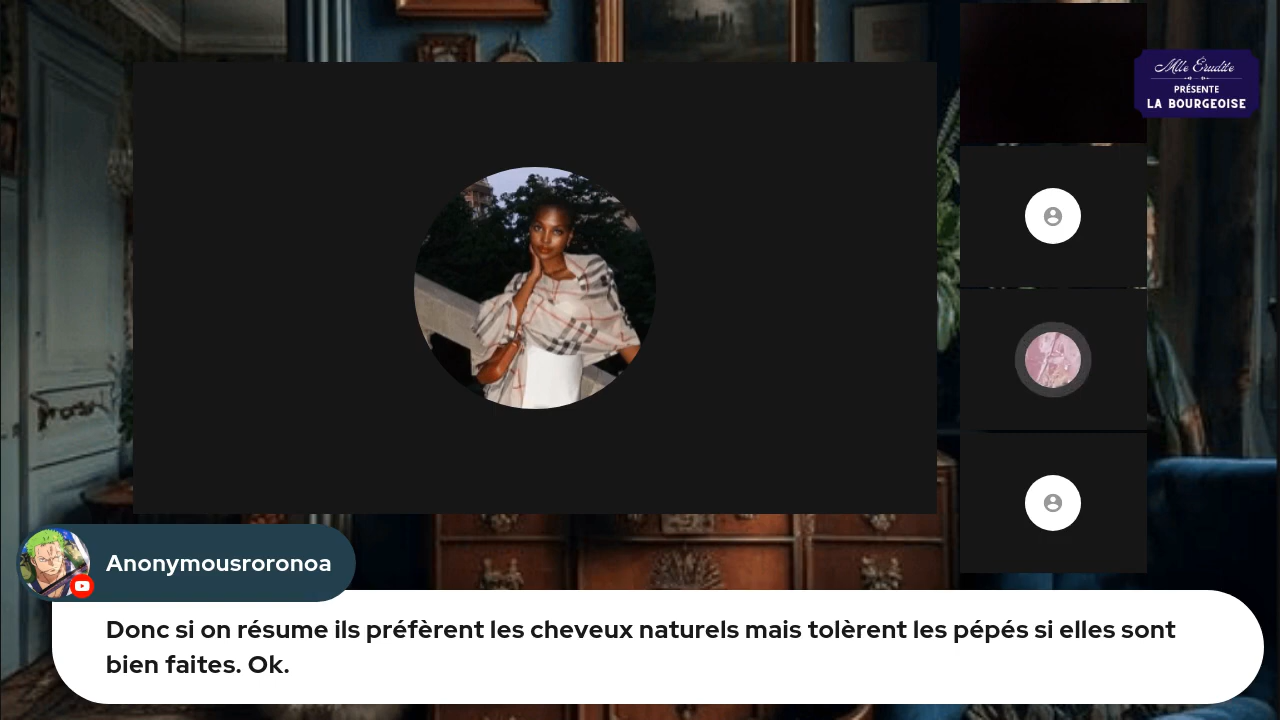 Mlle Erudite
PRÉSENTE
LA BOURGEOISE
Anonymousroronoa
Donc si on résume ils préfèrent les cheveux naturels mais tolèrent les pépés si elles sont
bien faites. Ok.